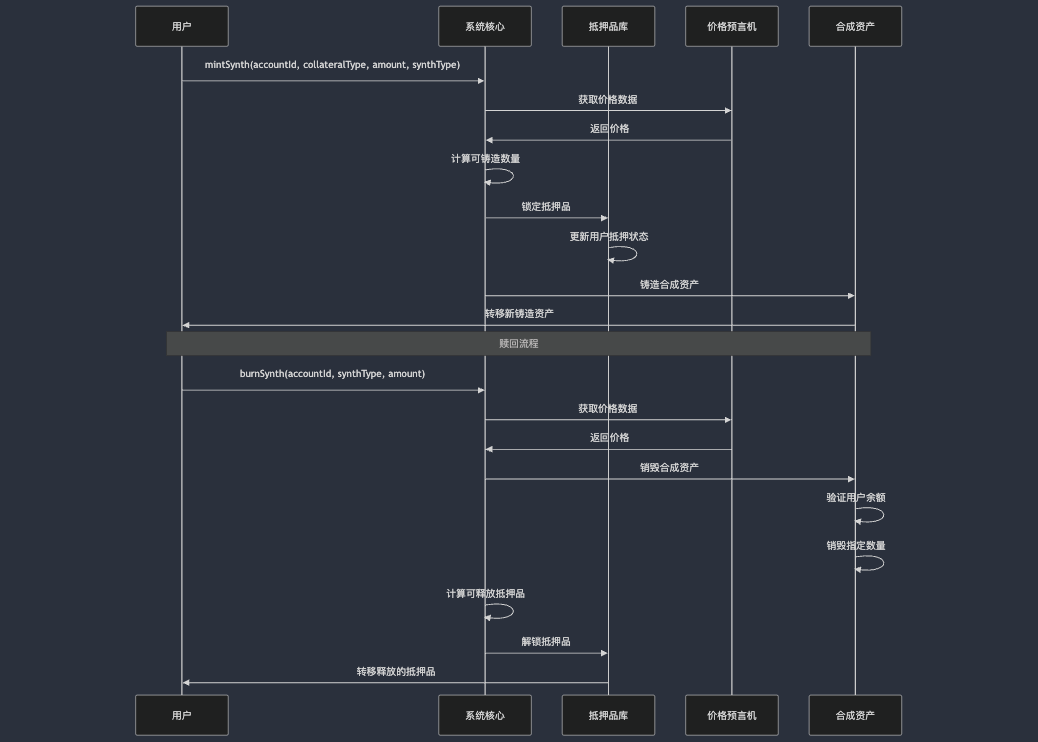 用户
系统核心
抵押品库
价格预言机
合成资产
mintSynth(accountId, collateralType, amount, synthType)
获取价格数据
返回价格
计算可铸造数量
锁定抵押品
更新用户抵押状态
铸造合成资产
转移新铸造资产
赎回流程
burnSynth(accountId, synthType, amount)
获取价格数据
返回价格
销毁合成资产
验证用户余额
销毁指定数量
计算可释放抵押品
解锁抵押品
转移释放的抵押品
用户
系统核心
抵押品库
价格预言机
合成资产